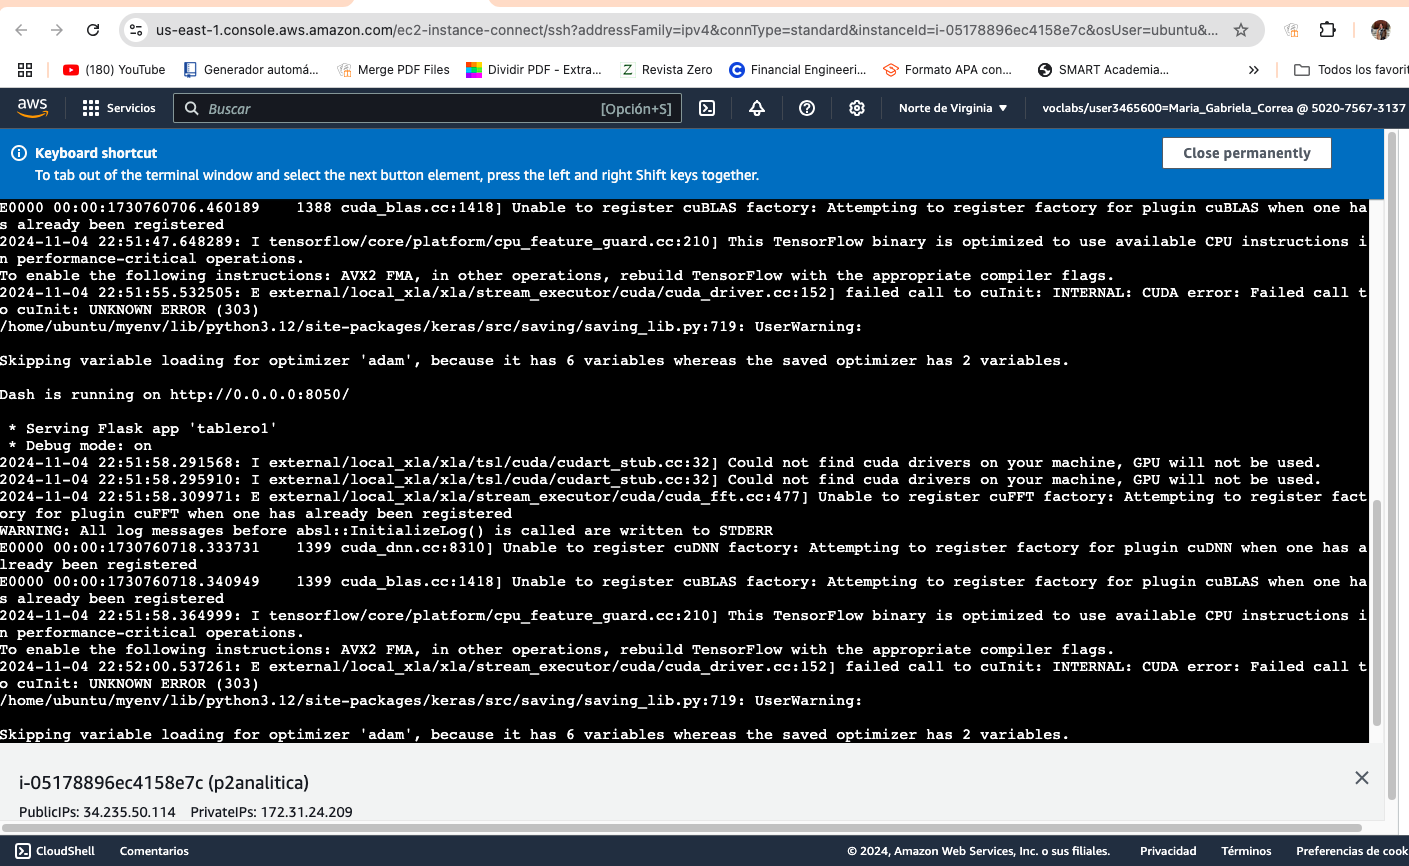 us-east-1.console.aws.amazon.com/ec2-instance-connect/ssh?addressFamily=ipv4&connType=standard&instanceId=i-05178896ec4158e7c&osUser=ubuntu&...
(180) YouTube
Generador automá...
Merge PDF Files
Dividir PDF - Extra...
Revista Zero
Financial Engineeri...
Formato APA con...
SMART Academia...
»
Todos los favorit
aws
Servicios
Buscar
[Opción+S]
Norte de Virginia
voclabs/user3465600=Maria_Gabriela_Correa @ 5020-7567-3137
Keyboard shortcut
Close permanently
To tab out of the terminal window and select the next button element, press the left and right Shift keys together.
E0000 00:00:1730760706.460189    1388 cuda_blas.cc:1418] Unable to register cuBLAS factory: Attempting to register factory for plugin cuBLAS when one ha
s already been registered
2024-11-04 22:51:47.648289: I tensorflow/core/platform/cpu_feature_guard.cc:210] This TensorFlow binary is optimized to use available CPU instructions i
n performance-critical operations.
To enable the following instructions: AVX2 FMA, in other operations, rebuild TensorFlow with the appropriate compiler flags.
2024-11-04 22:51:55.532505: E external/local_xla/xla/stream_executor/cuda/cuda_driver.cc:152] failed call to cuInit: INTERNAL: CUDA error: Failed call t
o cuInit: UNKNOWN ERROR (303)
/home/ubuntu/myenv/lib/python3.12/site-packages/keras/src/saving/saving_lib.py:719: UserWarning:
Skipping variable loading for optimizer 'adam', because it has 6 variables whereas the saved optimizer has 2 variables.
Dash is running on http://0.0.0.0:8050/
* Serving Flask app 'tablero1'
* Debug mode: on
2024-11-04 22:51:58.291568: I external/local_xla/xla/tsl/cuda/cudart_stub.cc:32] Could not find cuda drivers on your machine, GPU will not be used.
2024-11-04 22:51:58.295910: I external/local_xla/xla/tsl/cuda/cudart_stub.cc:32] Could not find cuda drivers on your machine, GPU will not be used.
2024-11-04 22:51:58.309971: E external/local_xla/xla/stream_executor/cuda/cuda_fft.cc:477] Unable to register cuFFT factory: Attempting to register fact
ory for plugin cuFFT when one has already been registered
WARNING: All log messages before absl::InitializeLog() is called are written to STDERR
E0000 00:00:1730760718.333731    1399 cuda_dnn.cc:8310] Unable to register cuDNN factory: Attempting to register factory for plugin cuDNN when one has a
lready been registered
E0000 00:00:1730760718.340949    1399 cuda_blas.cc:1418] Unable to register cuBLAS factory: Attempting to register factory for plugin cuBLAS when one ha
s already been registered
2024-11-04 22:51:58.364999: I tensorflow/core/platform/cpu_feature_guard.cc:210] This TensorFlow binary is optimized to use available CPU instructions i
n performance-critical operations.
To enable the following instructions: AVX2 FMA, in other operations, rebuild TensorFlow with the appropriate compiler flags.
2024-11-04 22:52:00.537261: E external/local_xla/xla/stream_executor/cuda/cuda_driver.cc:152] failed call to cuInit: INTERNAL: CUDA error: Failed call t
o cuInit: UNKNOWN ERROR (303)
/home/ubuntu/myenv/lib/python3.12/site-packages/keras/src/saving/saving_lib.py:719: UserWarning:
Skipping variable loading for optimizer 'adam', because it has 6 variables whereas the saved optimizer has 2 variables.
i-05178896ec4158e7c (p2analitica)
PublicIPs: 34.235.50.114    PrivateIPs: 172.31.24.209
CloudShell
Comentarios
© 2024, Amazon Web Services, Inc. o sus filiales.
Privacidad
Términos
Preferencias de cook